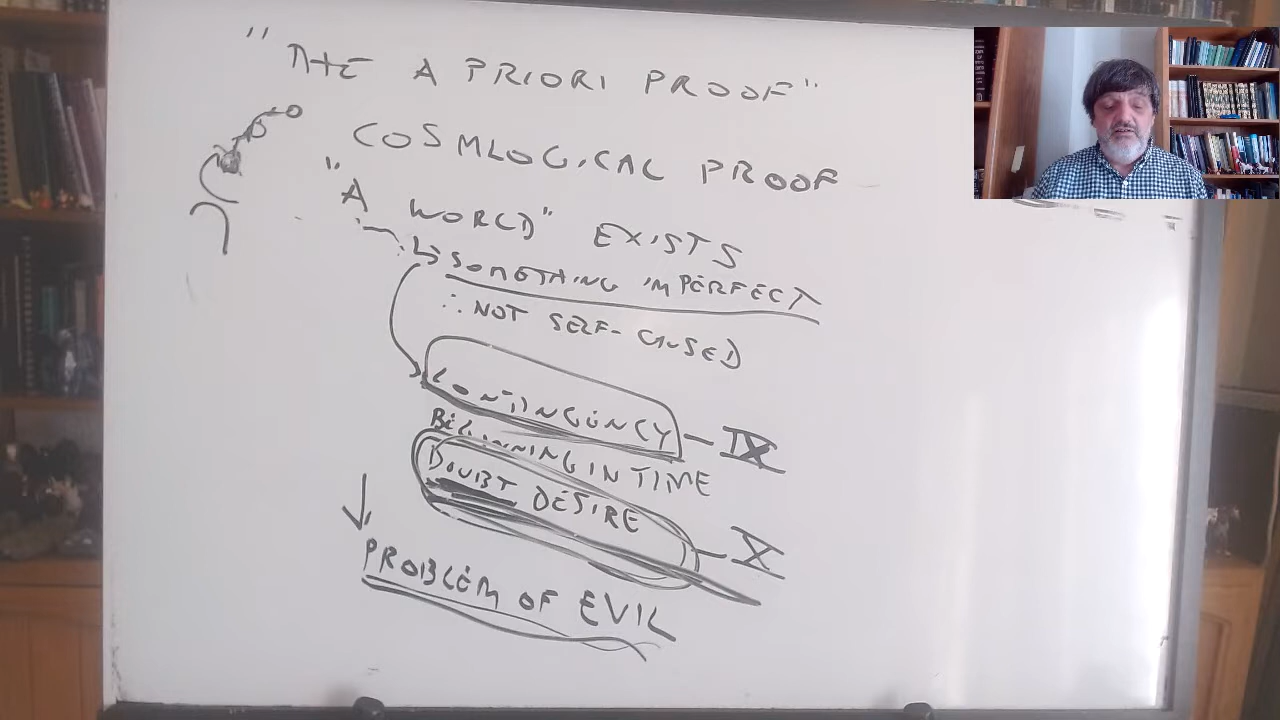 "THE A PRIORI PROOF"
COSMLOGICAL PROOF
"A WORLD" EXISTS
SOMETHING IMPERFECT
∴ NOT SELF-CAUSED
CONTINGENCY – IX
BEGINNING IN TIME
DOUBT DESIRE – X
PROBLEM OF EVIL